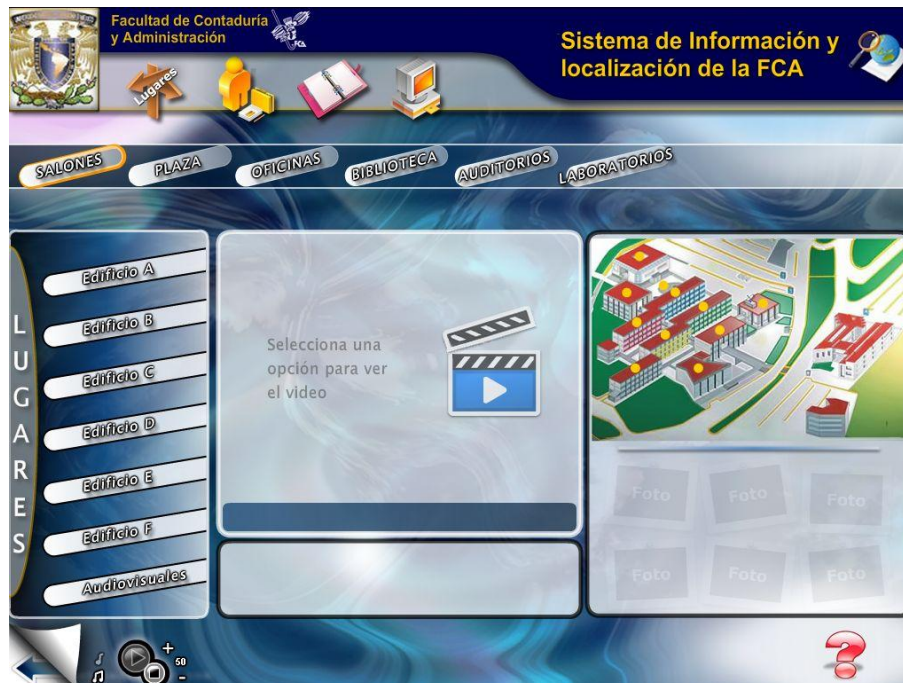 Facultad de Contaduría
y Administración
FCA
Sistema de Información y
localización de la FCA
Lugares
SALONES
PLAZA
OFICINAS
BIBLIOTECA
AUDITORIOS
LABORATORIOS
LUGARES
Edificio A
Edificio B
Edificio C
Edificio D
Edificio E
Edificio F
Audiovisuales
Selecciona una
opción para ver
el video
Foto
Foto
Foto
Foto
Foto
Foto
+
50
-